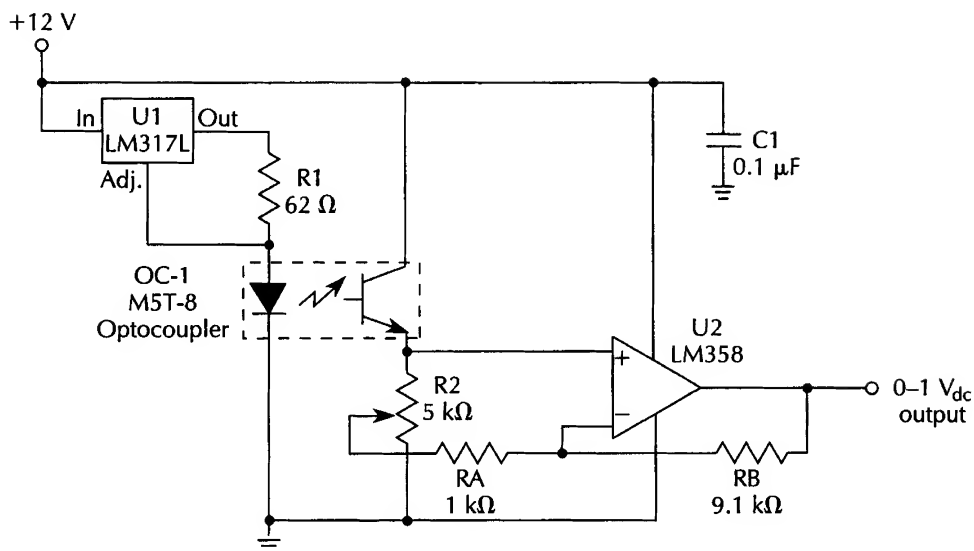 +12 V
In
U1
LM317L
Out
Adj.
R1
62 Ω
C1
0.1 μF
OC-1
M5T-8
Optocoupler
U2
LM358
+
−
R2
5 kΩ
0–1 Vdc
output
RA
1 kΩ
RB
9.1 kΩ